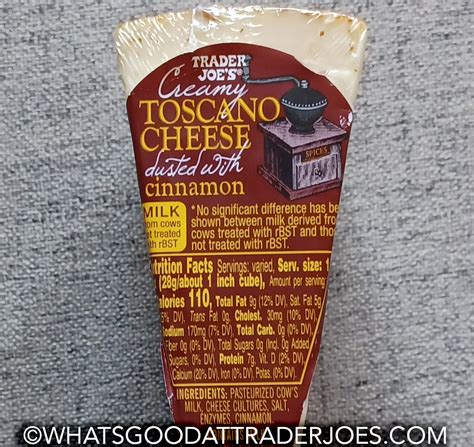 TRADER
JOE'S
Creamy
TOSCANO
CHEESE
dusted with
cinnamon
SPICES
MILK
from cows
not treated
with rBST
*No significant difference has be
shown between milk derived from
cows treated with rBST and tho
not treated with rBST.
Nutrition Facts Servings: varied, Serv. size: 1
(28g/about 1 inch cube), Amount per serving
Calories 110, Total Fat 9g (12% DV), Sat. Fat 5g
5% DV), Trans Fat 0g, Cholest. 30mg (10% DV)
Sodium 170mg (7% DV), Total Carb. 0g (0% DV)
Fiber 0g (0% DV), Total Sugars 0g (Incl. 0g Added
Sugars, 0% DV), Protein 7g, Vit. D (2% DV)
Calcium (20% DV), Iron (0% DV), Potas. (0% DV).
INGREDIENTS: PASTEURIZED COW'S
MILK, CHEESE CULTURES, SALT,
ENZYMES, CINNAMON.
©WHATSGOODATTRADERJOES.COM